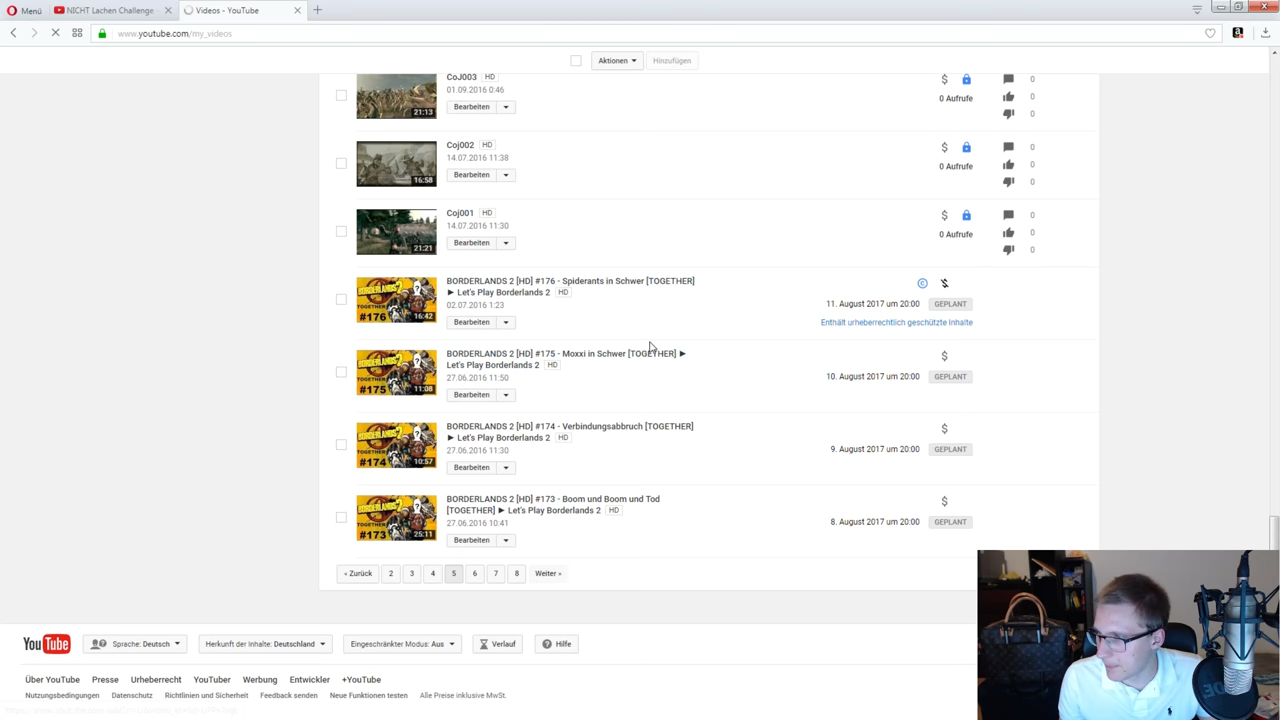 Menü
NICHT Lachen Challenge
Videos - YouTube
www.youtube.com/my_videos
Aktionen
Hinzufügen
CoJ003 HD
0
01.09.2016 0:46
0 Aufrufe
0
Bearbeiten
0
21:13
Coj002 HD
0
14.07.2016 11:38
0 Aufrufe
0
Bearbeiten
0
16:58
Coj001 HD
0
14.07.2016 11:30
0 Aufrufe
0
Bearbeiten
0
21:21
BORDERLANDS 2 [HD] #176 - Spiderants in Schwer [TOGETHER]
► Let's Play Borderlands 2 HD
02.07.2016 1:23
11. August 2017 um 20:00 GEPLANT
#176
16:42
Bearbeiten
Enthält urheberrechtlich geschützte Inhalte
BORDERLANDS 2 [HD] #175 - Moxxi in Schwer [TOGETHER] ►
Let's Play Borderlands 2 HD
27.06.2016 11:50
10. August 2017 um 20:00 GEPLANT
#175
11:08
Bearbeiten
BORDERLANDS 2 [HD] #174 - Verbindungsabbruch [TOGETHER]
► Let's Play Borderlands 2 HD
27.06.2016 11:30
9. August 2017 um 20:00 GEPLANT
#174
10:57
Bearbeiten
BORDERLANDS 2 [HD] #173 - Boom und Boom und Tod
[TOGETHER] ► Let's Play Borderlands 2 HD
27.06.2016 10:41
8. August 2017 um 20:00 GEPLANT
#173
25:11
Bearbeiten
« Zurück 2 3 4 5 6 7 8 Weiter »
YouTube
Sprache: Deutsch
Herkunft der Inhalte: Deutschland
Eingeschränkter Modus: Aus
Verlauf
Hilfe
Über YouTube Presse Urheberrecht YouTuber Werbung Entwickler +YouTube
Nutzungsbedingungen Datenschutz Richtlinien und Sicherheit Feedback senden Neue Funktionen testen Alle Preise inklusive MwSt.